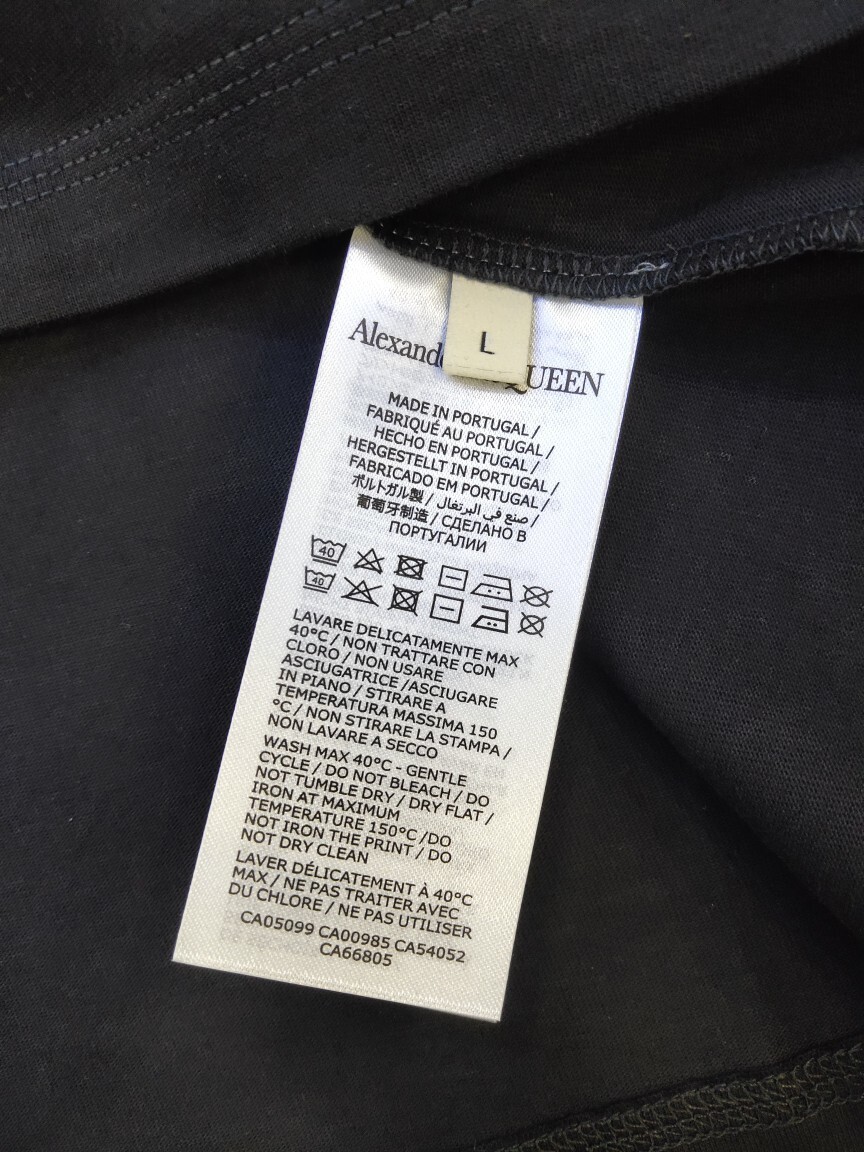 L
Alexand QUEEN
MADE IN PORTUGAL /
FABRIQUÉ AU PORTUGAL /
HECHO EN PORTUGAL /
HERGESTELLT IN PORTUGAL /
FABRICADO EM PORTUGAL /
ポルトガル製 / صنع في البرتغال /
葡萄牙制造 / СДЕЛАНО В
ПОРТУГАЛИИ
40
40
LAVARE DELICATAMENTE MAX
40°C / NON TRATTARE CON
CLORO / NON USARE
ASCIUGATRICE /ASCIUGARE
IN PIANO / STIRARE A
TEMPERATURA MASSIMA 150
°C / NON STIRARE LA STAMPA /
NON LAVARE A SECCO
WASH MAX 40°C - GENTLE
CYCLE / DO NOT BLEACH / DO
NOT TUMBLE DRY / DRY FLAT /
IRON AT MAXIMUM
TEMPERATURE 150°C /DO
NOT IRON THE PRINT / DO
NOT DRY CLEAN
LAVER DÉLICATEMENT À 40°C
MAX / NE PAS TRAITER AVEC
DU CHLORE / NE PAS UTILISER
CA05099 CA00985 CA54052
CA66805